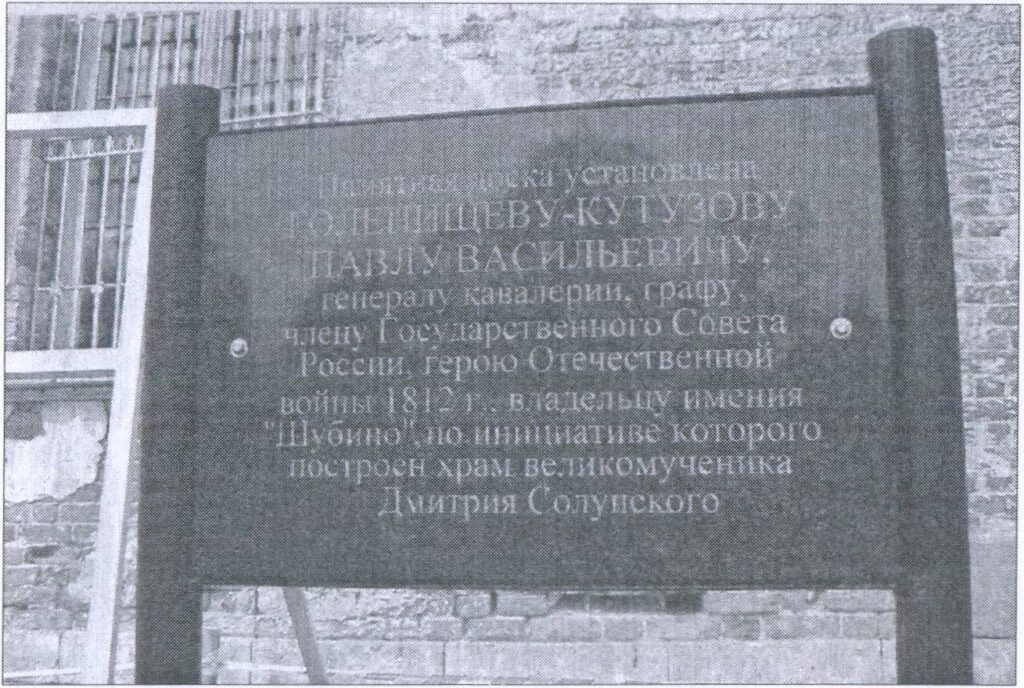 Памятная доска установлена
ГОЛЕНИЩЕВУ-КУТУЗОВУ
ПАВЛУ ВАСИЛЬЕВИЧУ,
генералу кавалерии, графу,
члену Государственного Совета
России, герою Отечественной
войны 1812 г., владельцу имения
"Шубино", по инициативе которого
построен храм великомученика
Дмитрия Солунского